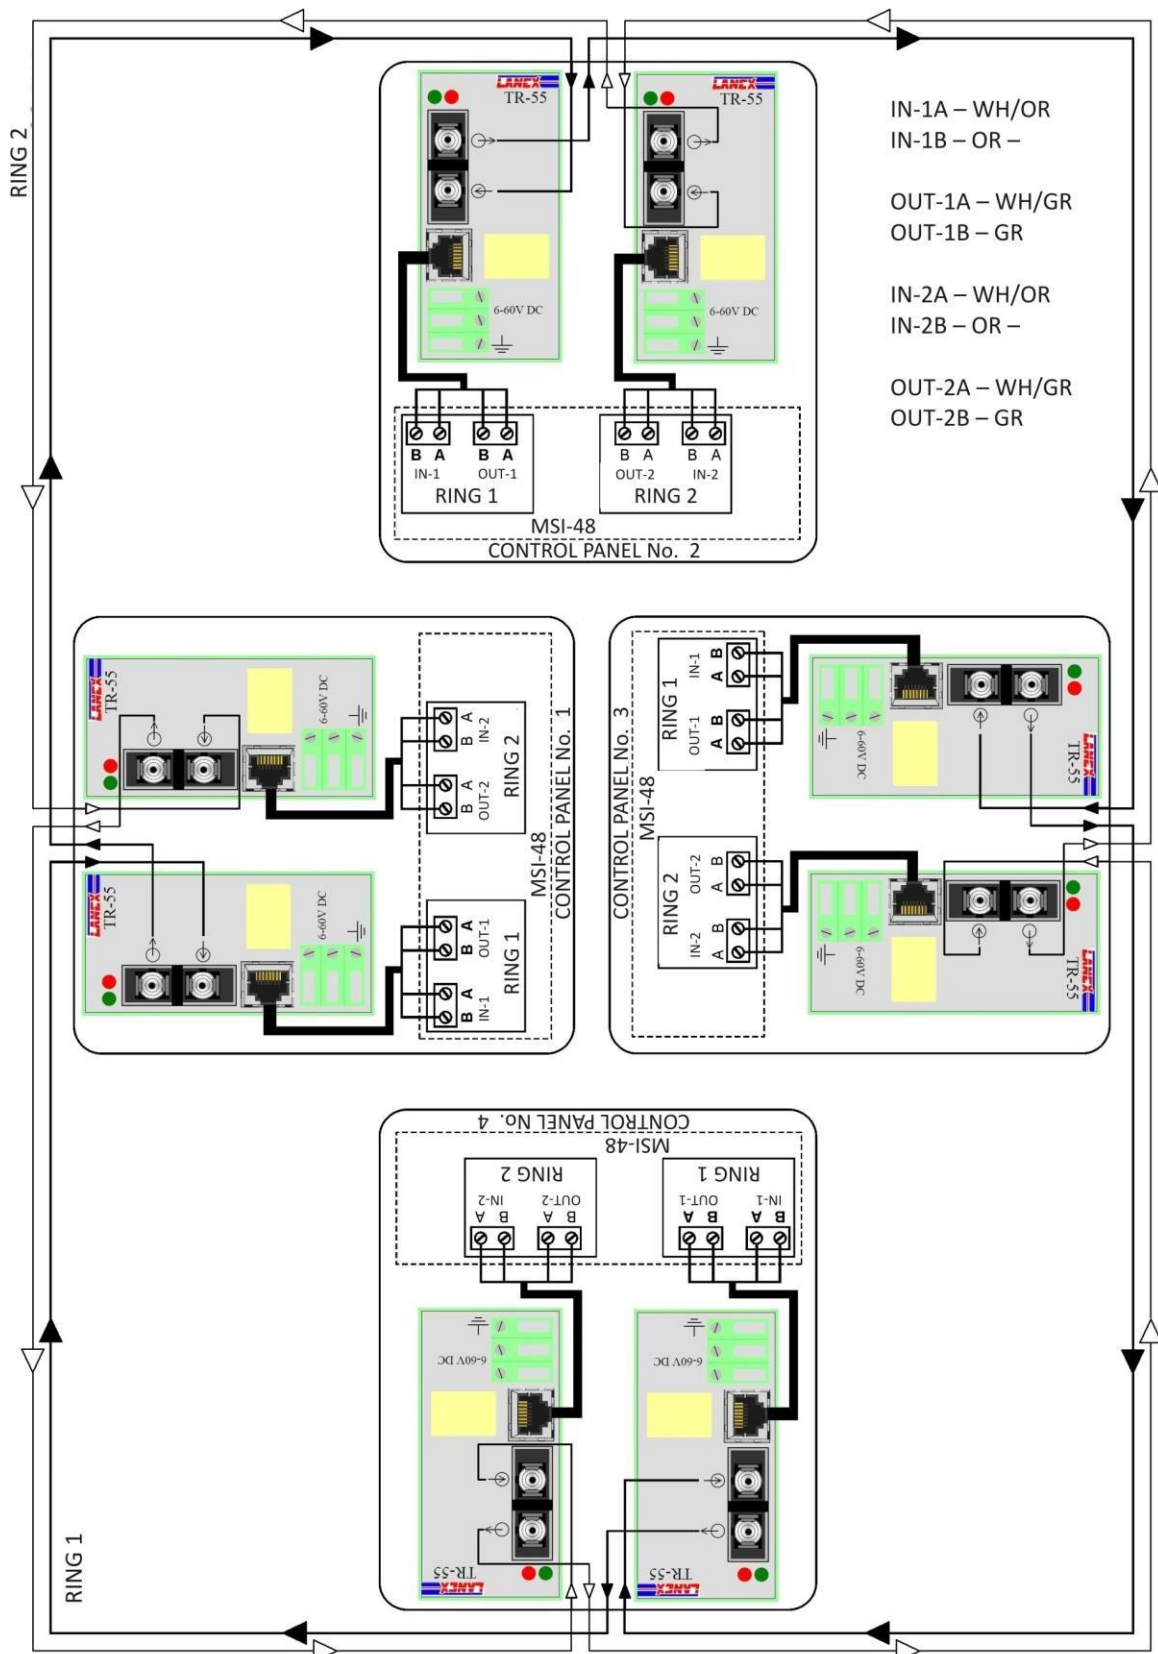 RING 2
LANEX
TR-55
6-60V DC
LANEX
TR-55
6-60V DC
IN-1A – WH/OR
IN-1B – OR –
OUT-1A – WH/GR
OUT-1B – GR
IN-2A – WH/OR
IN-2B – OR –
OUT-2A – WH/GR
OUT-2B – GR
B A B A
IN-1 OUT-1
RING 1
B A B A
OUT-2 IN-2
RING 2
MSI-48
CONTROL PANEL No. 2
LANEX
TR-55
6-60V DC
A
B
IN-2
A
B
OUT-2
RING 2
LANEX
TR-55
6-60V DC
A
B
OUT-1
A
B
IN-1
RING 1
MSI-48
CONTROL PANEL No. 1
CONTROL PANEL No. 3
MSI-48
RING 1
IN-1
B
A
OUT-1
B
A
6-60V DC
LANEX
TR-55
RING 2
OUT-2
B
A
IN-2
B
A
6-60V DC
LANEX
TR-55
CONTROL PANEL No. 4
MSI-48
RING 2
IN-2 OUT-2
A B A B
RING 1
OUT-1 IN-1
A B A B
6-60V DC
TR-55
LANEX
6-60V DC
TR-55
LANEX
RING 1